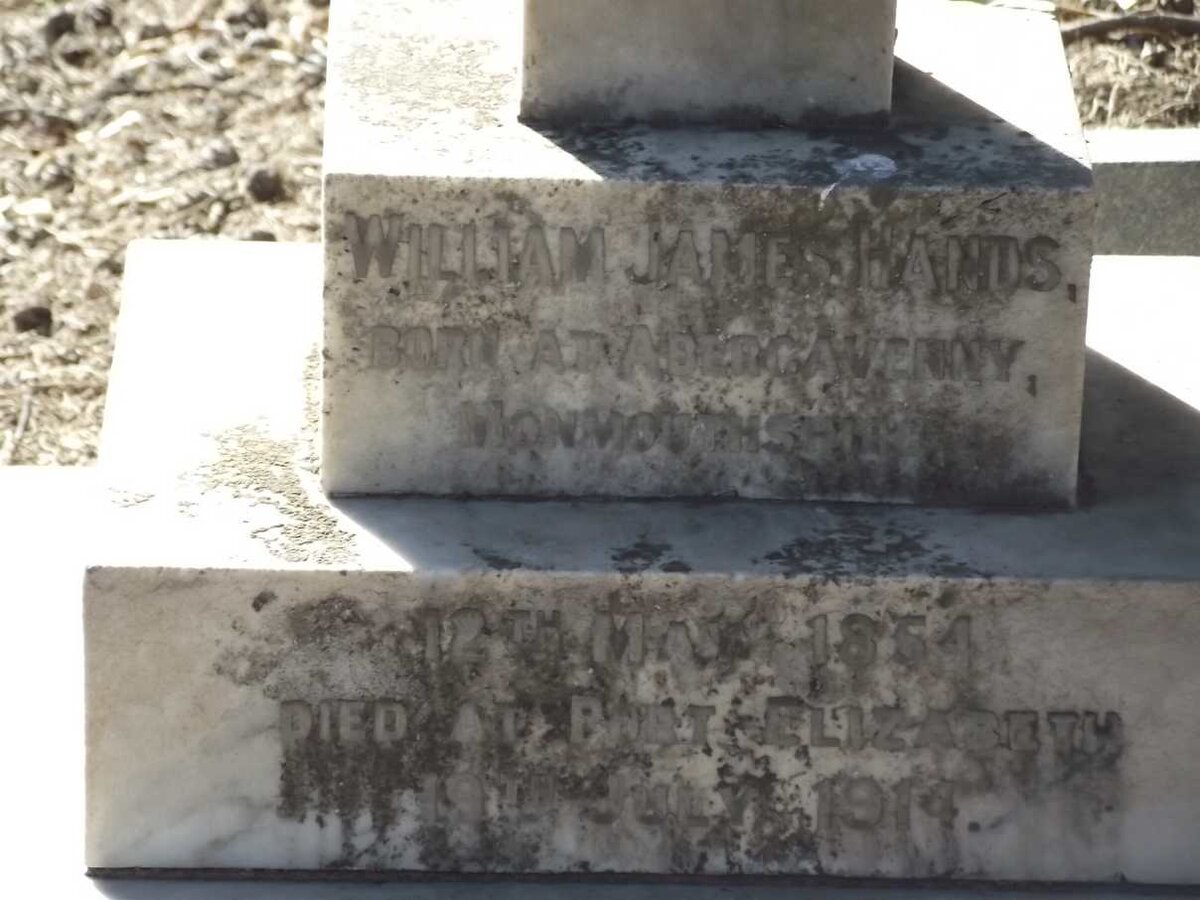 WILLIAM JAMES HANDS,
BORN AT ABERGAVENNY,
MONMOUTHSHIRE
12TH MAY 1854
DIED AT PORT ELIZABETH
19TH JULY 1914